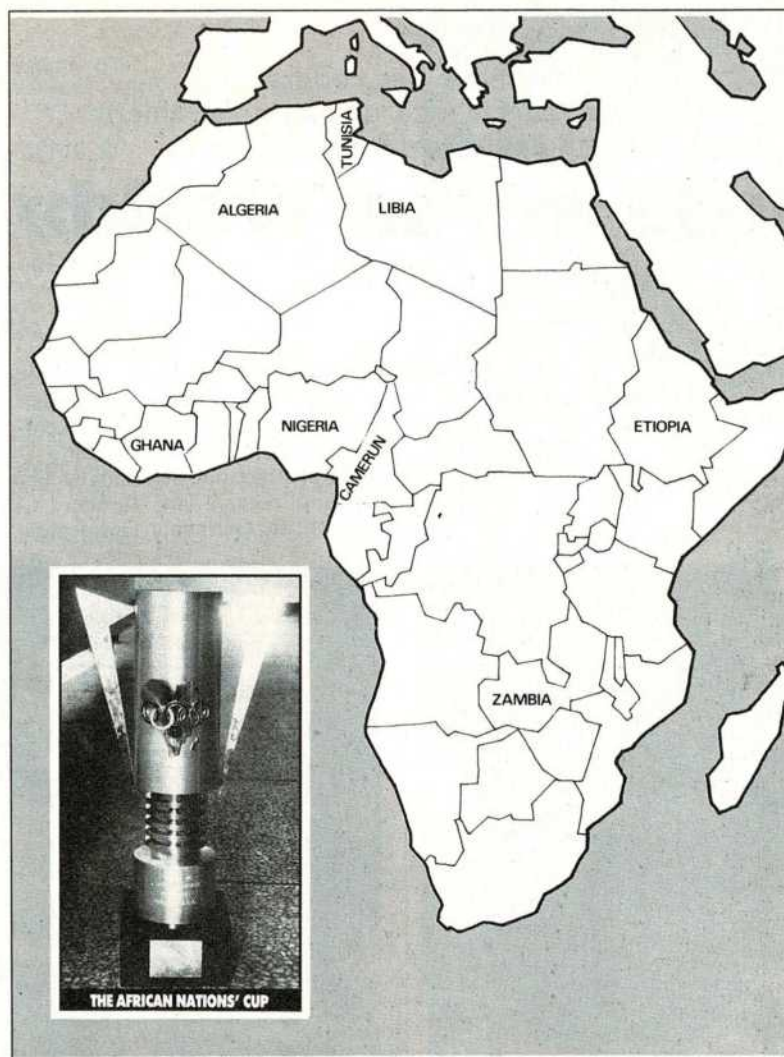 TUNISIA
ALGERIA
LIBIA
GHANA
NIGERIA
CAMERUN
ETIOPIA
ZAMBIA
THE AFRICAN NATIONS' CUP